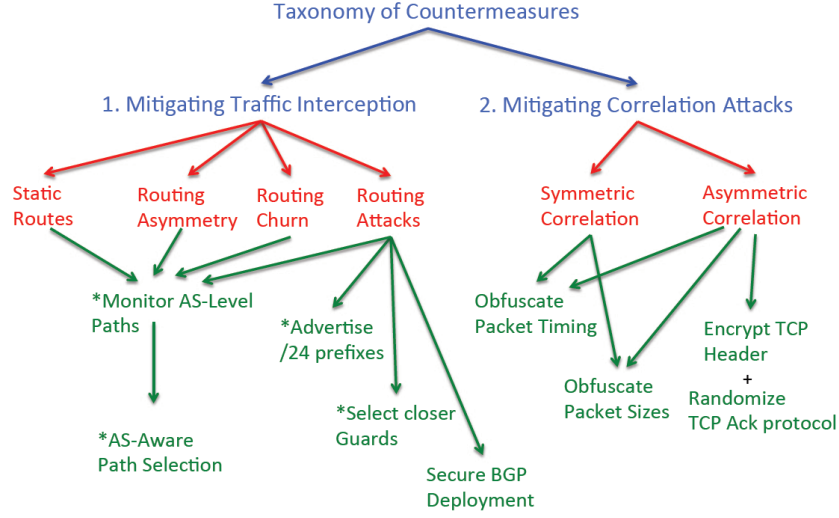 Taxonomy of Countermeasures
1. Mitigating Traffic Interception
2. Mitigating Correlation Attacks
Static
Routes
Routing
Asymmetry
Routing
Churn
Routing
Attacks
Symmetric
Correlation
Asymmetric
Correlation
*Monitor AS-Level
Paths
*Advertise
/24 prefixes
Obfuscate
Packet Timing
Encrypt TCP
Header
+
Randomize
TCP Ack protocol
Obfuscate
Packet Sizes
*Select closer
Guards
*AS-Aware
Path Selection
Secure BGP
Deployment